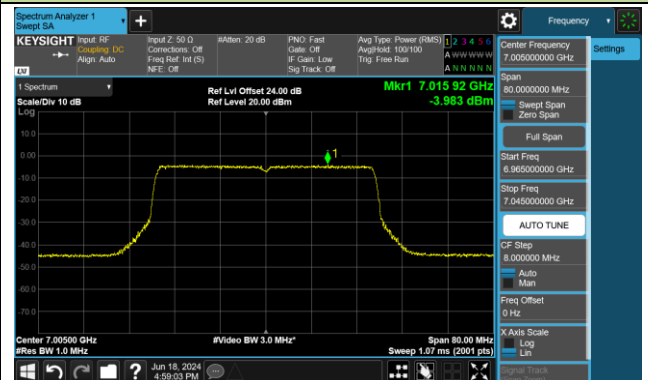 Spectrum Analyzer 1
Swept SA
Frequency
KEYSIGHT
Input: RF
Coupling: DC
Align: Auto
Input Z: 50 Ω
Corrections: Off
Freq Ref: Int (S)
NFE: Off
#Atten: 20 dB
PNO: Fast
Gate: Off
IF Gain: Low
Sig Track: Off
Avg Type: Power (RMS)
Avg|Hold: 100/100
Trig: Free Run
1 2 3 4 5 6
A W W W W W
A N N N N N
LXI
1 Spectrum
Scale/Div 10 dB
Log
Ref Lvl Offset 24.00 dB
Ref Level 20.00 dBm
Mkr1 7.015 92 GHz
-3.983 dBm
1
10.0
0.00
-10.0
-20.0
-30.0
-40.0
-50.0
-60.0
-70.0
Center 7.00500 GHz
#Res BW 1.0 MHz
#Video BW 3.0 MHz*
Span 80.00 MHz
Sweep 1.07 ms (2001 pts)
Jun 18, 2024
4:59:03 PM
Center Frequency
7.005000000 GHz
Settings
Span
80.0000000 MHz
Swept Span
Zero Span
Full Span
Start Freq
6.965000000 GHz
Stop Freq
7.045000000 GHz
AUTO TUNE
CF Step
8.000000 MHz
Auto
Man
Freq Offset
0 Hz
X Axis Scale
Log
Lin
Signal Track